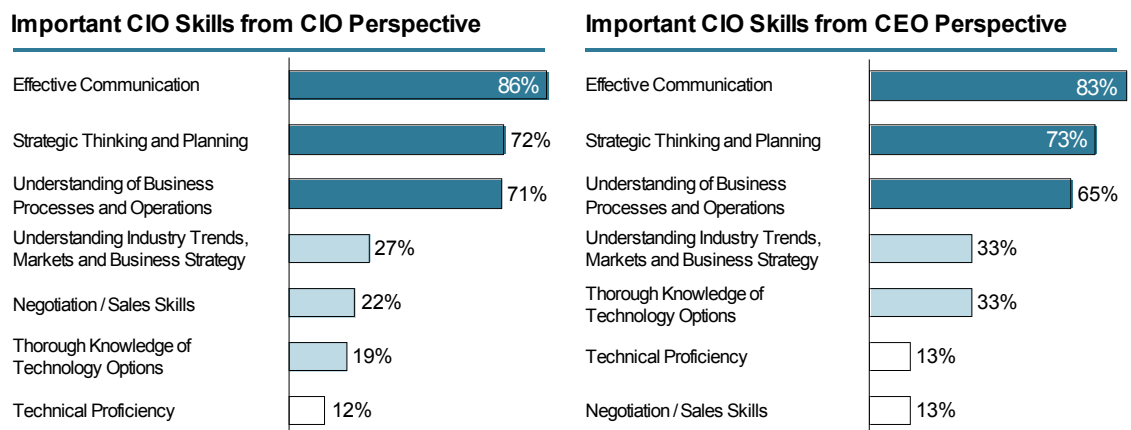 Important CIO Skills from CIO Perspective
Effective Communication
86%
Strategic Thinking and Planning
72%
Understanding of Business
Processes and Operations
71%
Understanding Industry Trends,
Markets and Business Strategy
27%
Negotiation / Sales Skills
22%
Thorough Knowledge of
Technology Options
19%
Technical Proficiency
12%
Important CIO Skills from CEO Perspective
Effective Communication
83%
Strategic Thinking and Planning
73%
Understanding of Business
Processes and Operations
65%
Understanding Industry Trends,
Markets and Business Strategy
33%
Thorough Knowledge of
Technology Options
33%
Technical Proficiency
13%
Negotiation / Sales Skills
13%